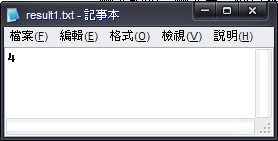 result1.txt - 記事本
檔案(F) 編輯(E) 格式(O) 檢視(V) 說明(H)
4